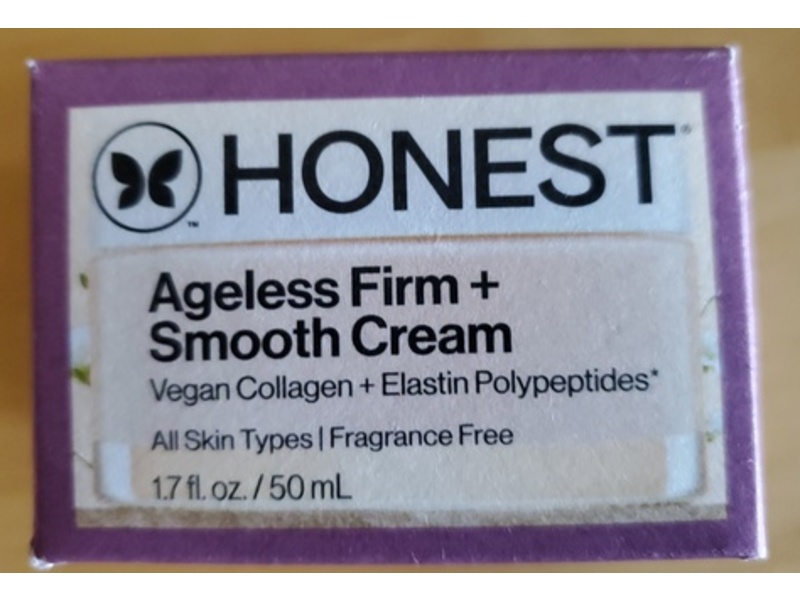 HONEST®
™
Ageless Firm +
Smooth Cream
Vegan Collagen + Elastin Polypeptides*
All Skin Types | Fragrance Free
1.7 fl. oz. / 50 mL